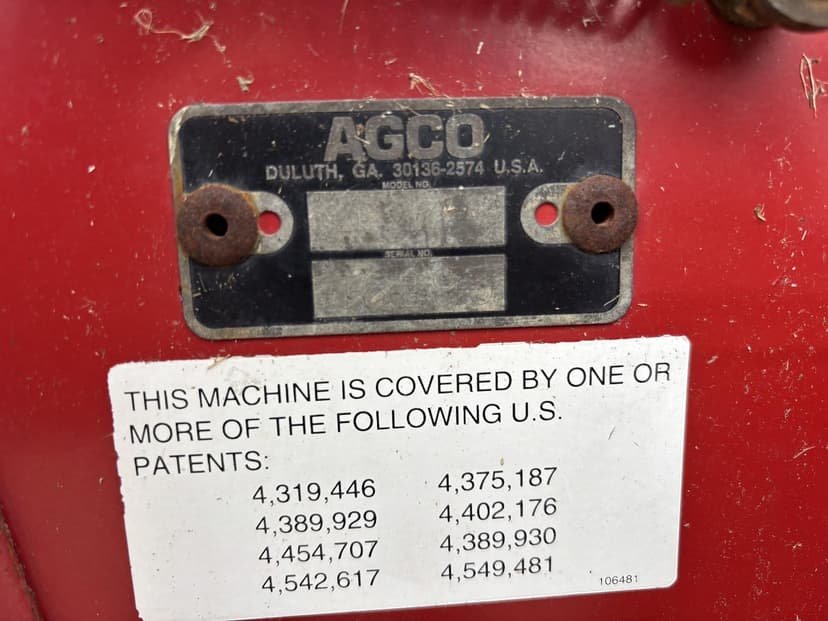 AGCO
DULUTH, GA. 30136-2574 U.S.A.
MODEL NO.
SERIAL NO.
THIS MACHINE IS COVERED BY ONE OR
MORE OF THE FOLLOWING U.S.
PATENTS:
4,319,446 4,375,187
4,389,929 4,402,176
4,454,707 4,389,930
4,542,617 4,549,481
106481